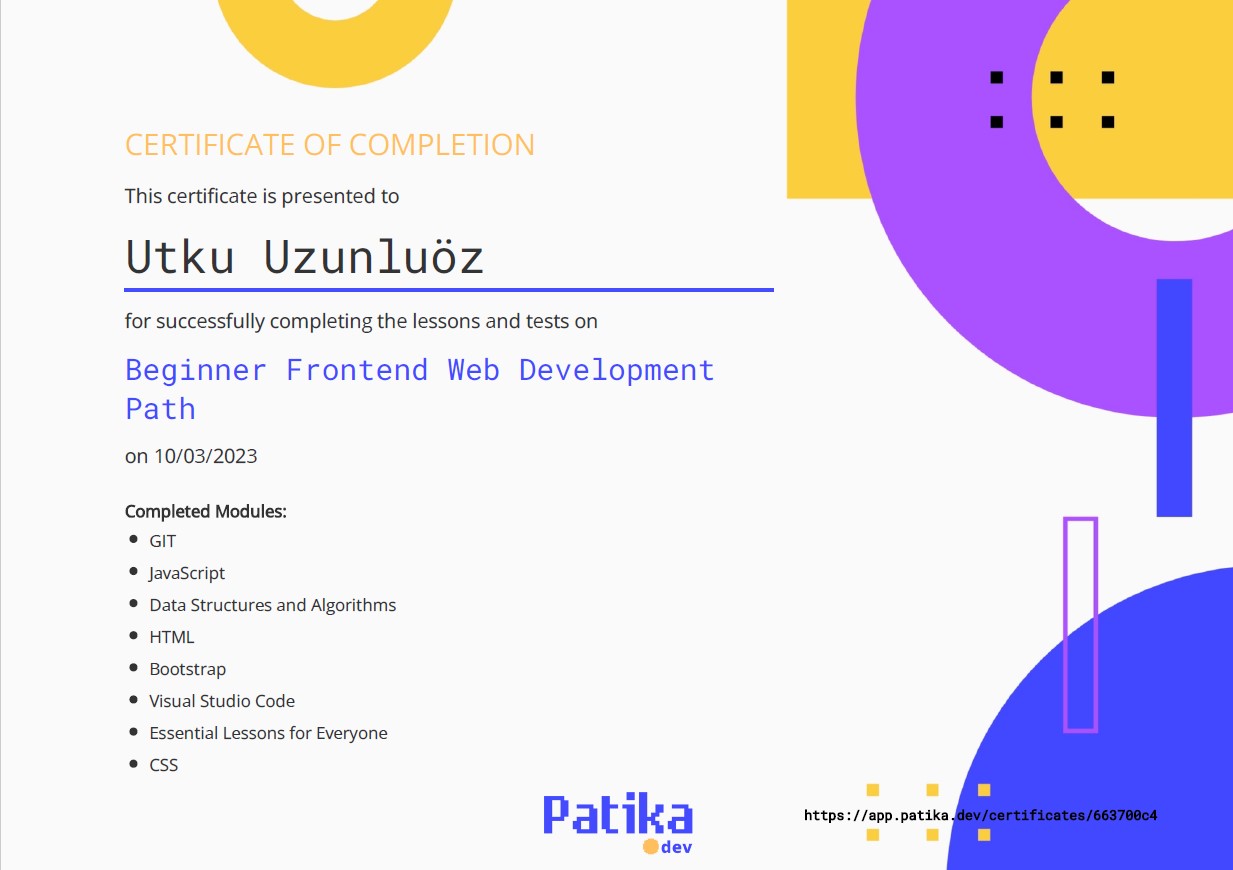 CERTIFICATE OF COMPLETION
This certificate is presented to
Utku Uzunluöz
for successfully completing the lessons and tests on
Beginner Frontend Web Development
Path
on 10/03/2023
Completed Modules:
GIT
JavaScript
Data Structures and Algorithms
HTML
Bootstrap
Visual Studio Code
Essential Lessons for Everyone
CSS
Patika
dev
https://app.patika.dev/certificates/663700c4